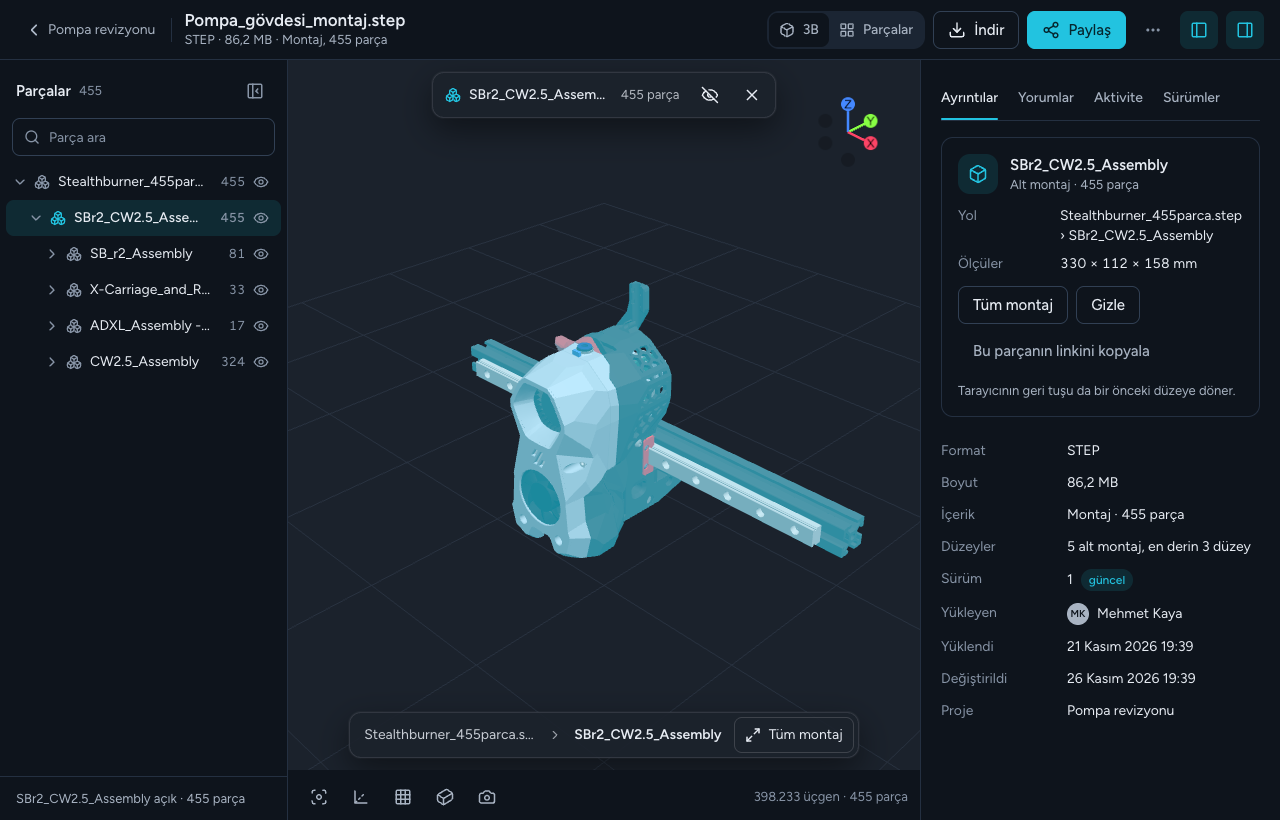 Pompa revizyonu
Pompa_gövdesi_montaj.step
STEP · 86,2 MB · Montaj, 455 parça
3B
Parçalar
İndir
Paylaş
Parçalar 455
Parça ara
Stealthburner_455par... 455
SBr2_CW2.5_Asse... 455
SB_r2_Assembly 81
X-Carriage_and_R... 33
ADXL_Assembly -... 17
CW2.5_Assembly 324
SBr2_CW2.5_Assembly açık · 455 parça
SBr2_CW2.5_Assem... 455 parça
Z
Y
X
Stealthburner_455parca.s... › SBr2_CW2.5_Assembly
Tüm montaj
398.233 üçgen · 455 parça
Ayrıntılar
Yorumlar
Aktivite
Sürümler
SBr2_CW2.5_Assembly
Alt montaj · 455 parça
Yol Stealthburner_455parca.step
› SBr2_CW2.5_Assembly
Ölçüler 330 × 112 × 158 mm
Tüm montaj
Gizle
Bu parçanın linkini kopyala
Tarayıcının geri tuşu da bir önceki düzeye döner.
Format STEP
Boyut 86,2 MB
İçerik Montaj · 455 parça
Düzeyler 5 alt montaj, en derin 3 düzey
Sürüm 1 güncel
Yükleyen MK Mehmet Kaya
Yüklendi 21 Kasım 2026 19:39
Değiştirildi 26 Kasım 2026 19:39
Proje Pompa revizyonu